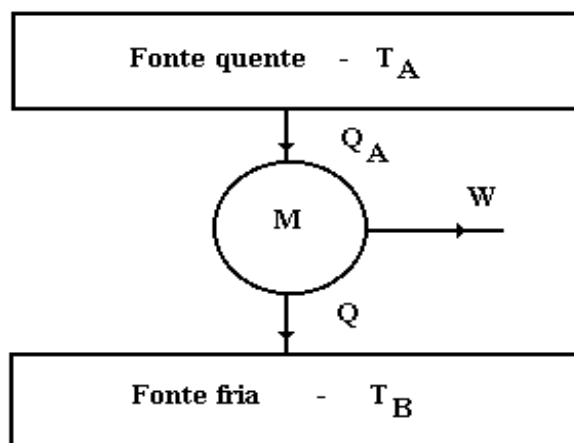 Fonte quente - T_A
Q_A
W
M
Q
Fonte fria - T_B